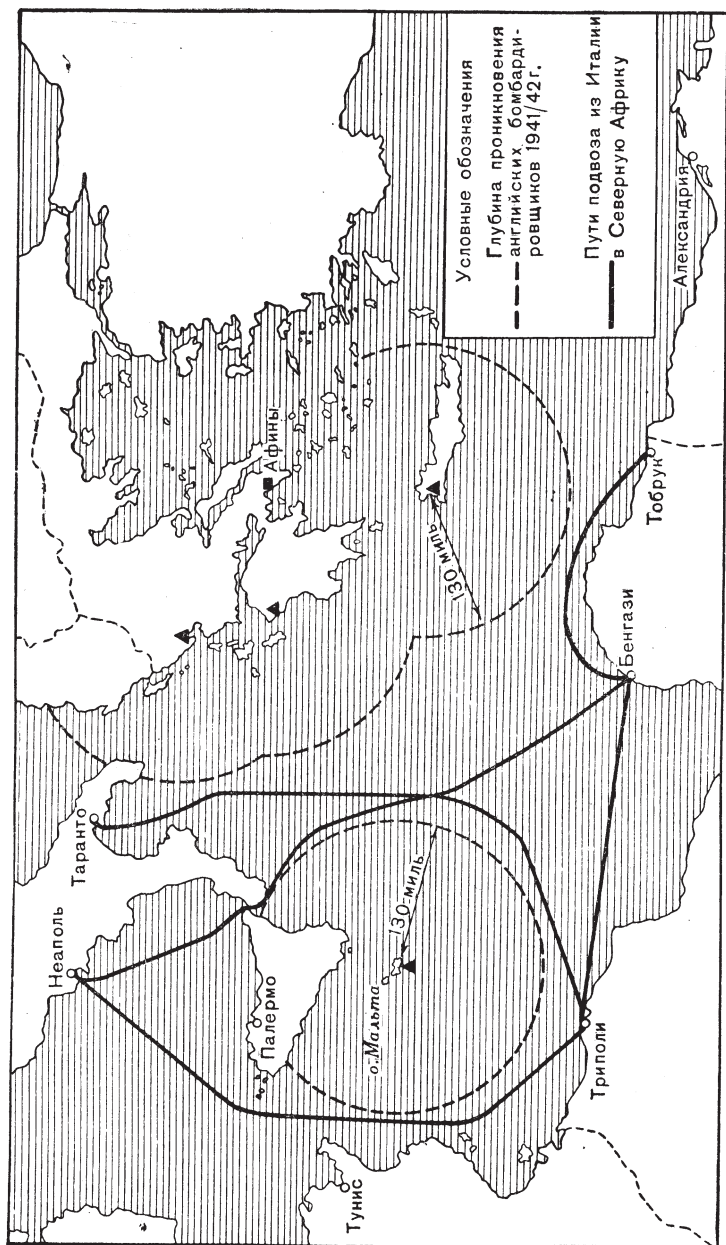 Условные обозначения
Глубина проникновения
английских бомбарди-
ровщиков 1941/42 г.
Пути подвоза из Италии
в Северную Африку
Неаполь
Таранто
Палермо
Тунис
о. Мальта
130 миль
Афины
130 миль
Триполи
Бенгази
Тобрук
Александрия